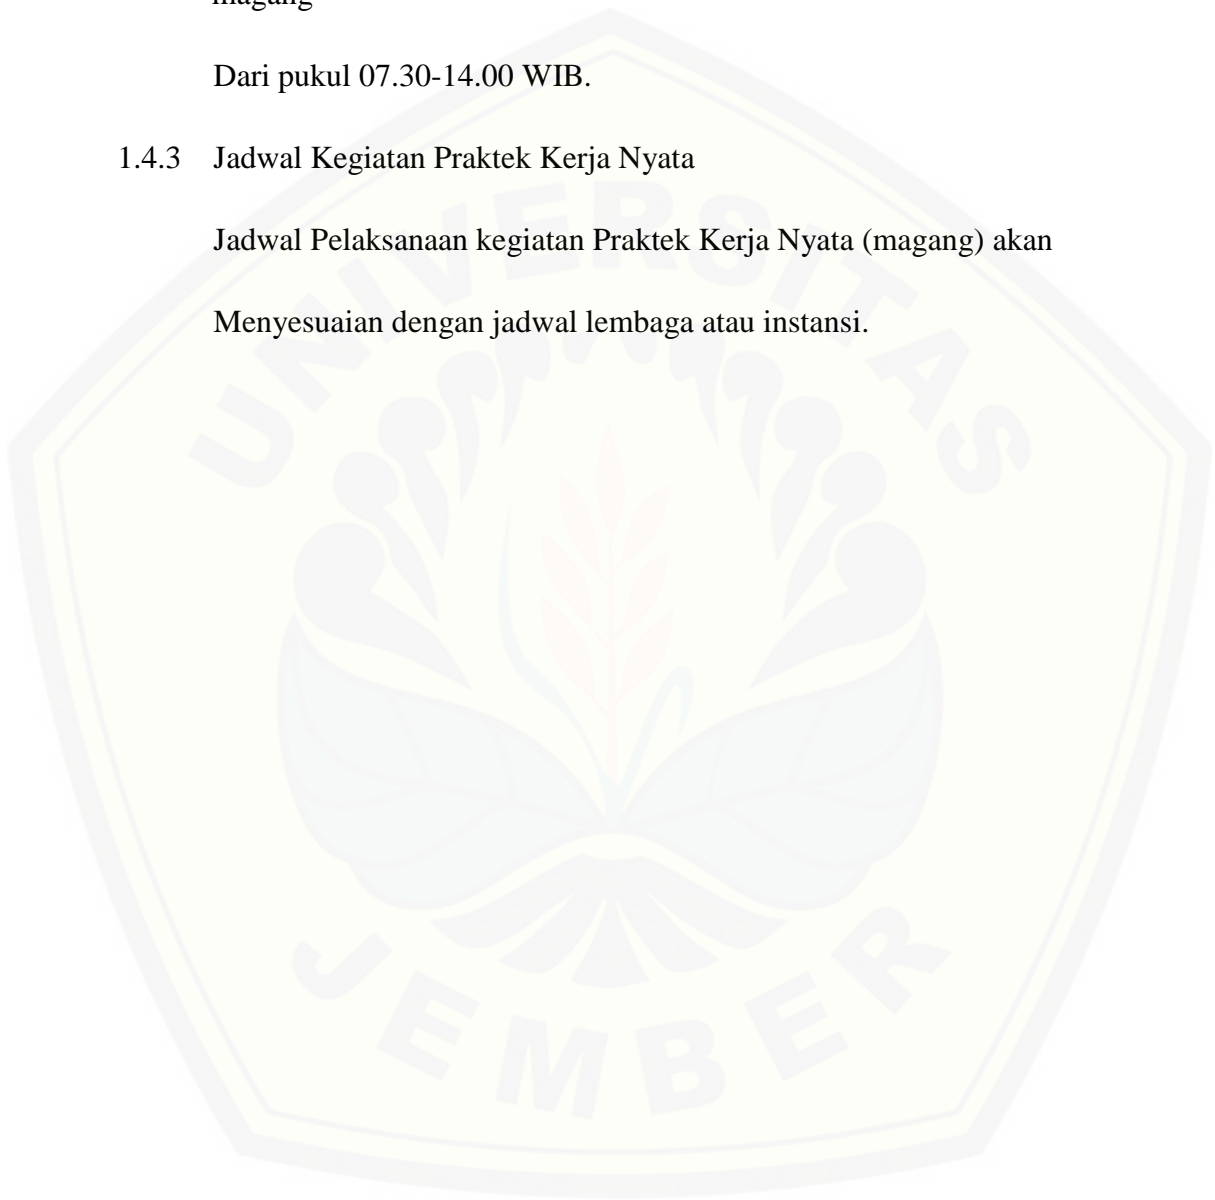 magang
Dari pukul 07.30-14.00 WIB.
1.4.3 Jadwal Kegiatan Praktek Kerja Nyata
Jadwal Pelaksanaan kegiatan Praktek Kerja Nyata (magang) akan
Menyesuaian dengan jadwal lembaga atau instansi.
UNIVERSITAS
JEMBER